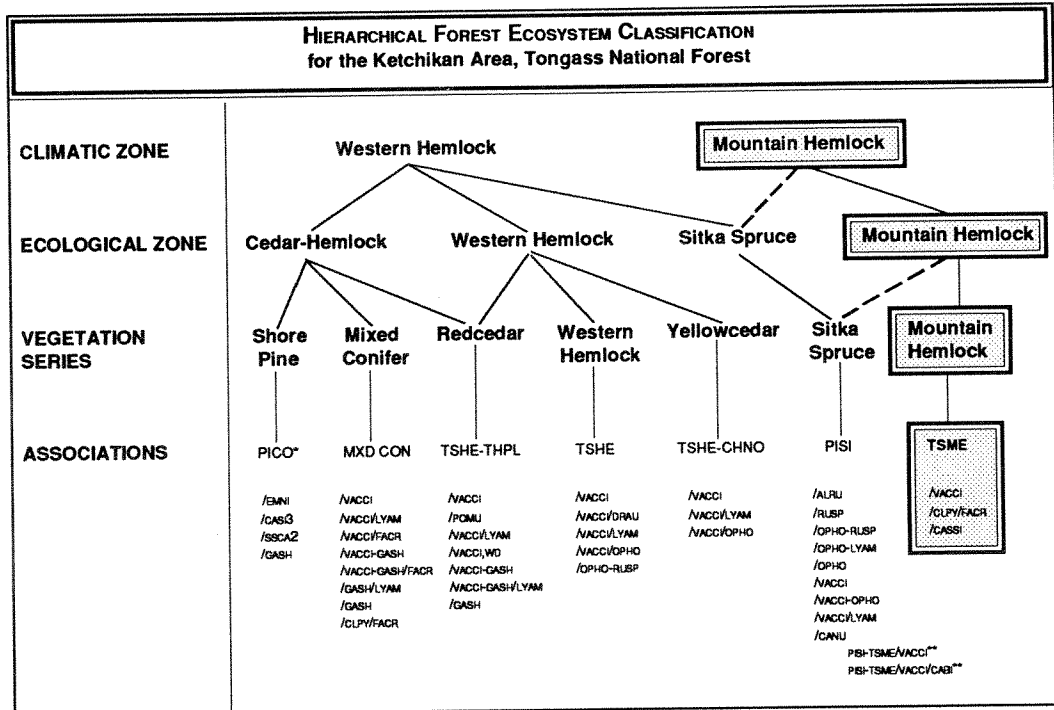 HIERARCHICAL FOREST ECOSYSTEM CLASSIFICATION
for the Ketchikan Area, Tongass National Forest
CLIMATIC ZONE
Western Hemlock
Mountain Hemlock
ECOLOGICAL ZONE
Cedar-Hemlock
Western Hemlock
Sitka Spruce
Mountain Hemlock
VEGETATION
SERIES
Shore
Pine
Mixed
Conifer
Redcedar
Western
Hemlock
Yellowcedar
Sitka
Spruce
Mountain
Hemlock
ASSOCIATIONS
PICO*
/EMNI
/CASI3
/SSCA2
/GASH
MXD CON
/VACCI
/VACCI/LYAM
/VACCI/FACR
/VACCI-GASH
/VACCI-GASH/FACR
/GASH/LYAM
/GASH
/CLPY/FACR
TSHE-THPL
/VACCI
/POMU
/VACCI/LYAM
/VACCI,WD
/VACCI-GASH
/VACCI-GASH/LYAM
/GASH
TSHE
/VACCI
/VACCI/DRAU
/VACCI/LYAM
/VACCI/OPHO
/OPHO-RUSP
TSHE-CHNO
/VACCI
/VACCI/LYAM
/VACCI/OPHO
PISI
/ALRU
/RUSP
/OPHO-RUSP
/OPHO-LYAM
/OPHO
/VACCI
/VACCI-OPHO
/VACCI/LYAM
/CANU
PISI-TSME/VACCI**
PISI-TSME/VACCI/CABI**
TSME
/VACCI
/CLPY/FACR
/CASSI